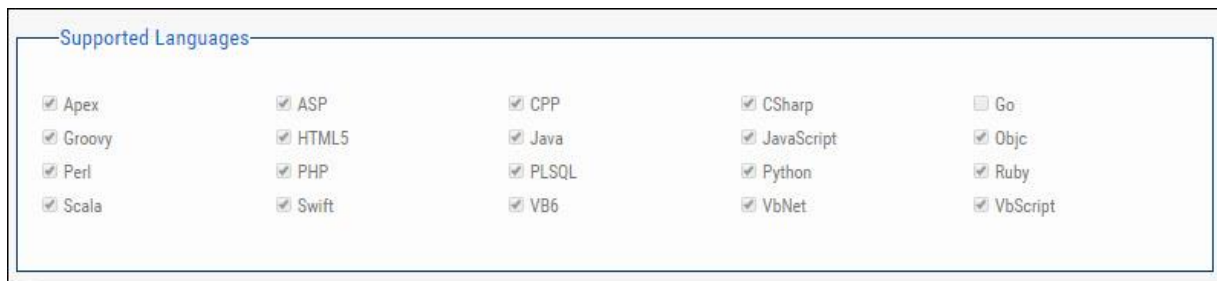 Supported Languages
Apex ASP CPP CSharp Go
Groovy HTML5 Java JavaScript Objc
Perl PHP PLSQL Python Ruby
Scala Swift VB6 VbNet VbScript